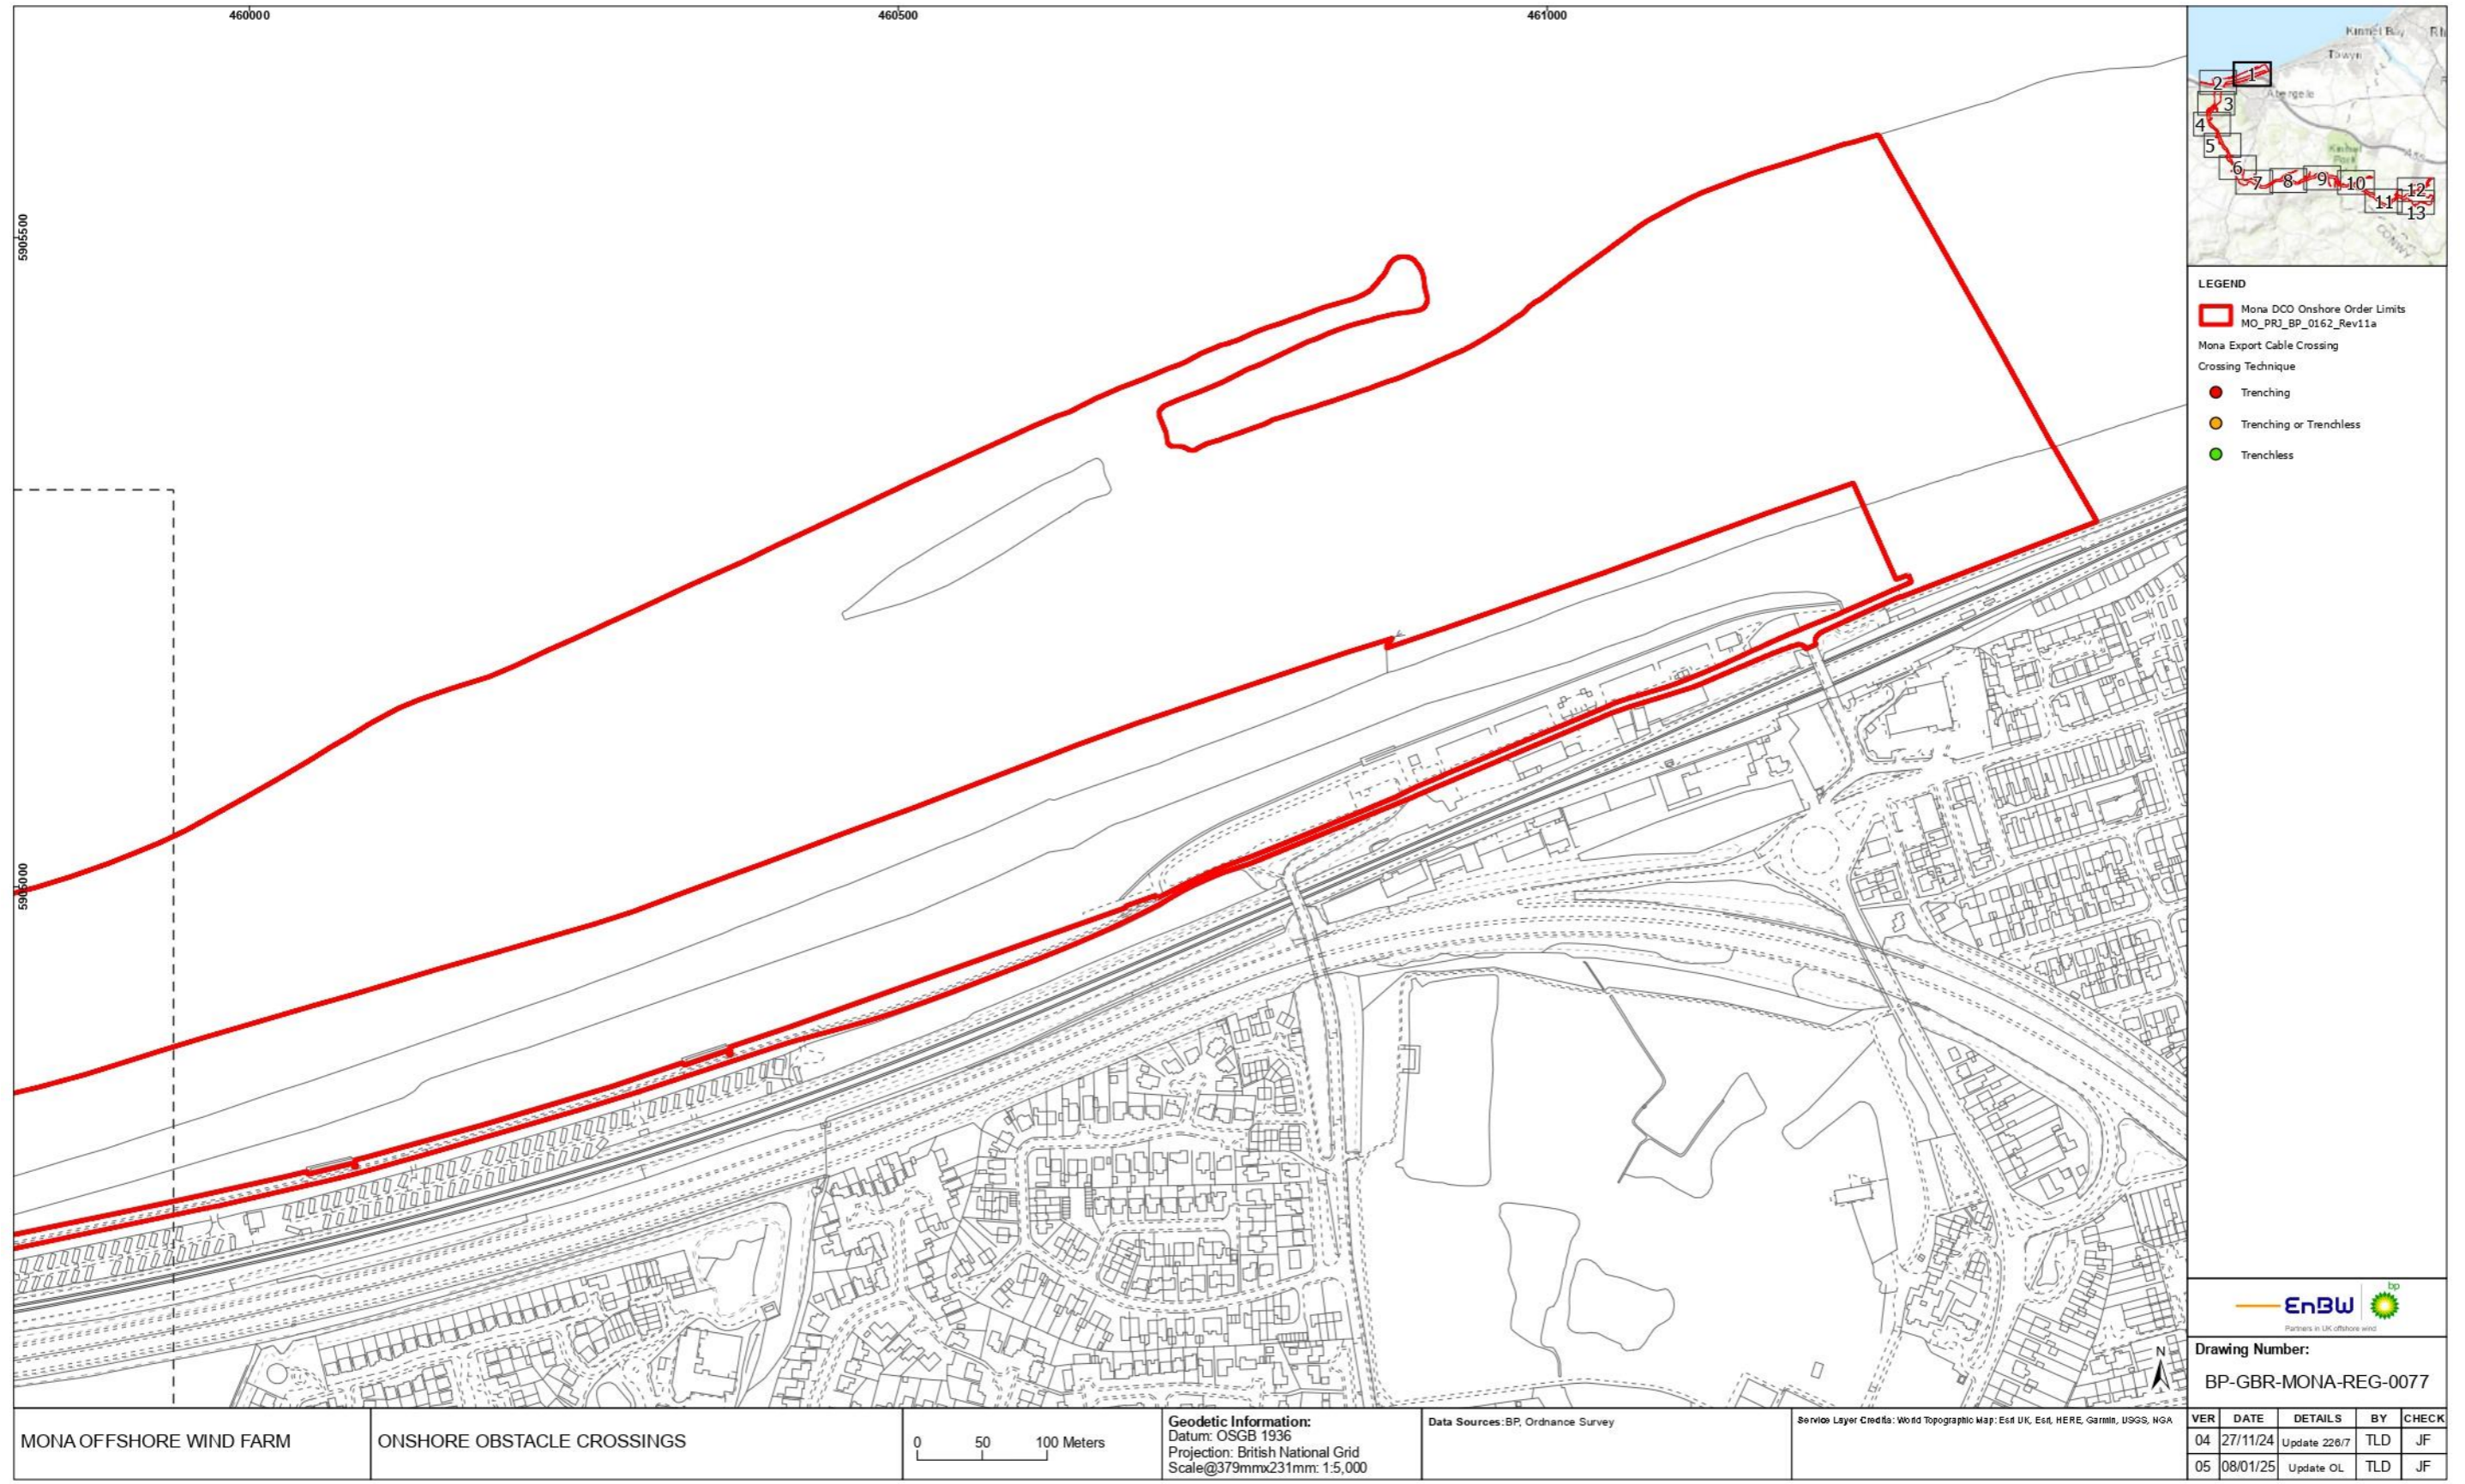 460000
460500
461000
5905500
5905000
Kinmel Bay
Towyn
Abergele
Kinmel
Park
CONWY
1
2
3
4
5
6
7
8
9
10
11
12
13
LEGEND
Mona DCO Onshore Order Limits
MO_PRJ_BP_0162_Rev11a
Mona Export Cable Crossing
Crossing Technique
Trenching
Trenching or Trenchless
Trenchless
EnBW
bp
Partners in UK offshore wind
N
Drawing Number:
BP-GBR-MONA-REG-0077
MONA OFFSHORE WIND FARM
ONSHORE OBSTACLE CROSSINGS
0 50 100 Meters
Geodetic Information:
Datum: OSGB 1936
Projection: British National Grid
Scale@379mmx231mm: 1:5,000
Data Sources:BP, Ordnance Survey
Service Layer Credits: World Topographic Map: Esri UK, Esri, HERE, Garmin, USGS, NGA
VER DATE DETAILS BY CHECK
04 27/11/24 Update 226/7 TLD JF
05 08/01/25 Update OL TLD JF